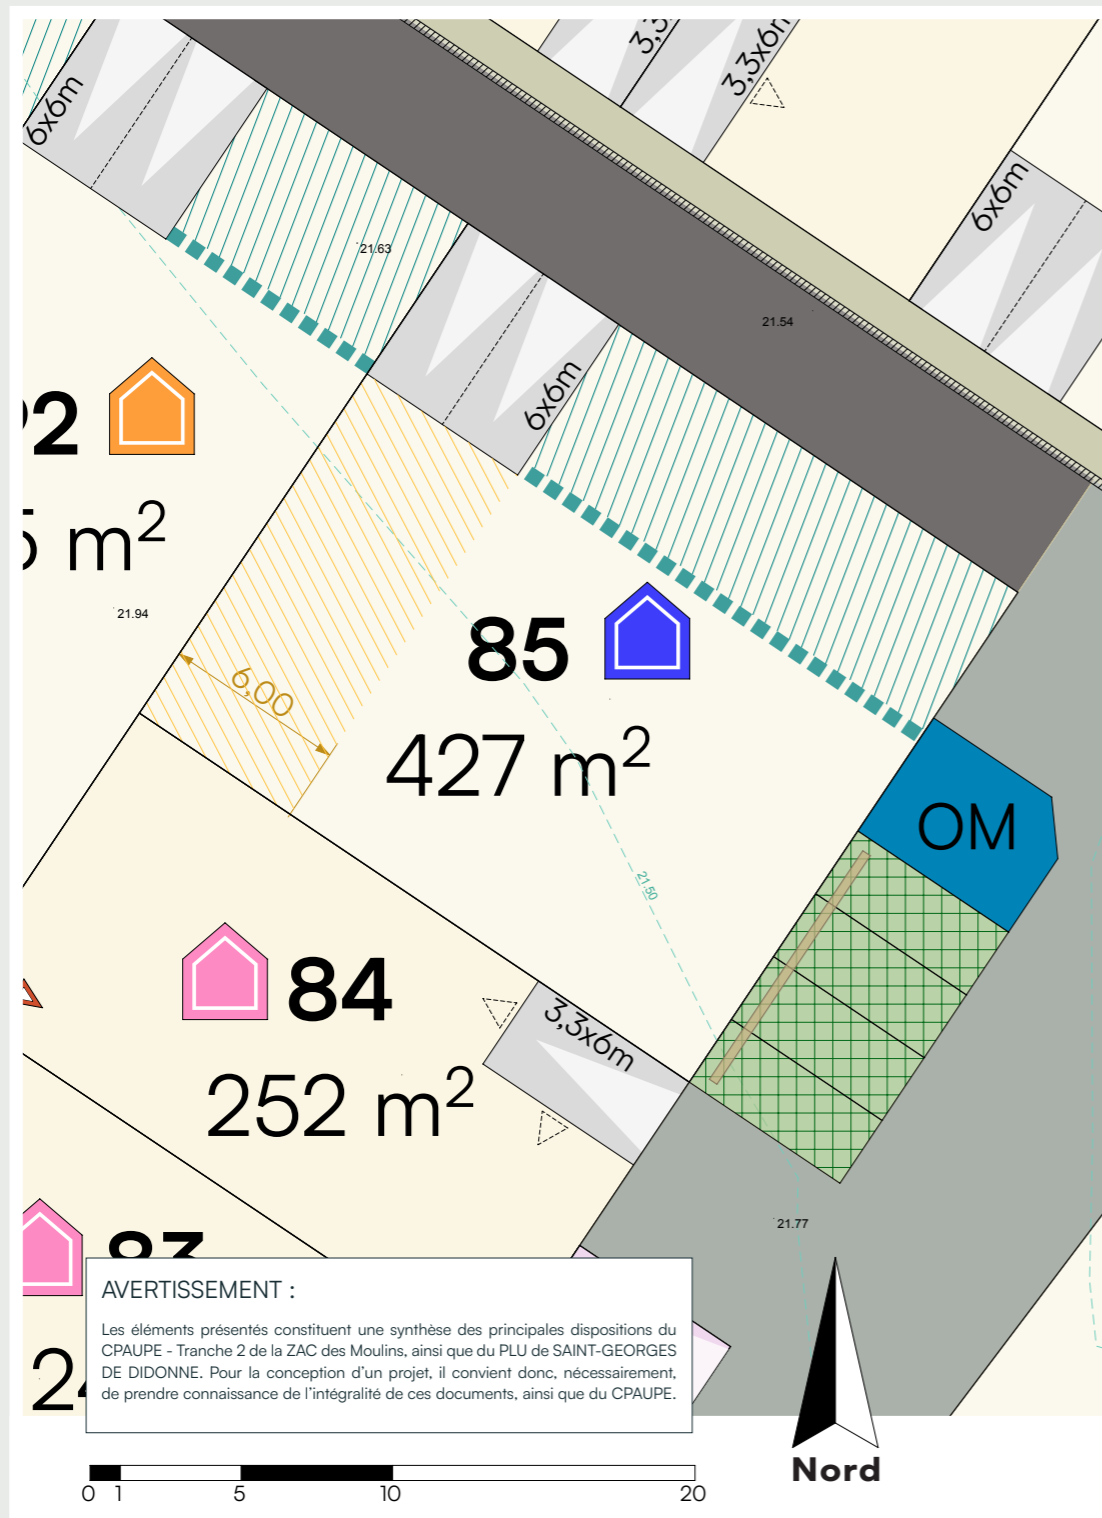 6x6m
3,3x6m
6x6m
21.63
21.54
6x6m
2
m²
21.94
85
427 m²
6,00
OM
21.50
84
252 m²
3,3x6m
21.77
83
AVERTISSEMENT :
Les éléments présentés constituent une synthèse des principales dispositions du
CPAUPE - Tranche 2 de la ZAC des Moulins, ainsi que du PLU de SAINT-GEORGES
DE DIDONNE. Pour la conception d’un projet, il convient donc, nécessairement,
de prendre connaissance de l’intégralité de ces documents, ainsi que du CPAUPE.
0 1 5 10 20
Nord